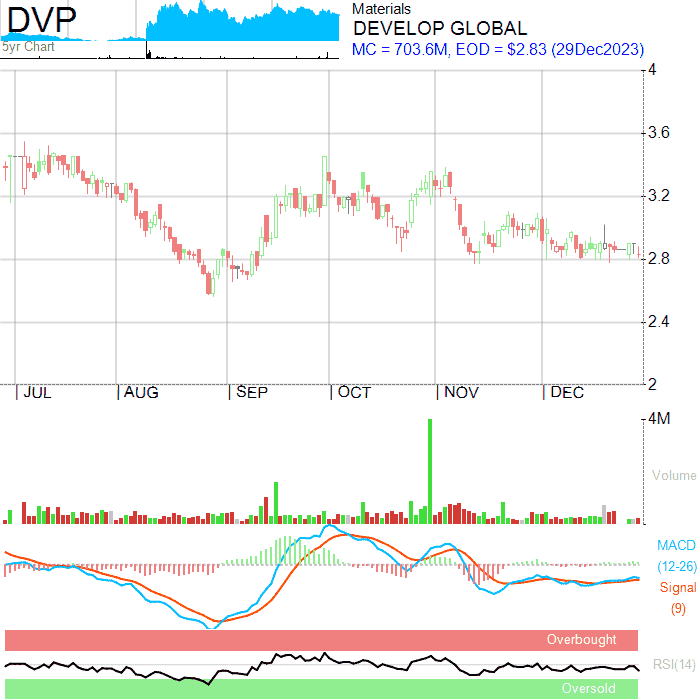 DVP
5yr Chart
Materials
DEVELOP GLOBAL
MC = 703.6M, EOD = $2.83 (29Dec2023)
4
3.6
3.2
2.8
2.4
2
JUL AUG SEP OCT NOV DEC
4M
Volume
MACD
(12-26)
Signal
(9)
Overbought
RSI(14)
Oversold